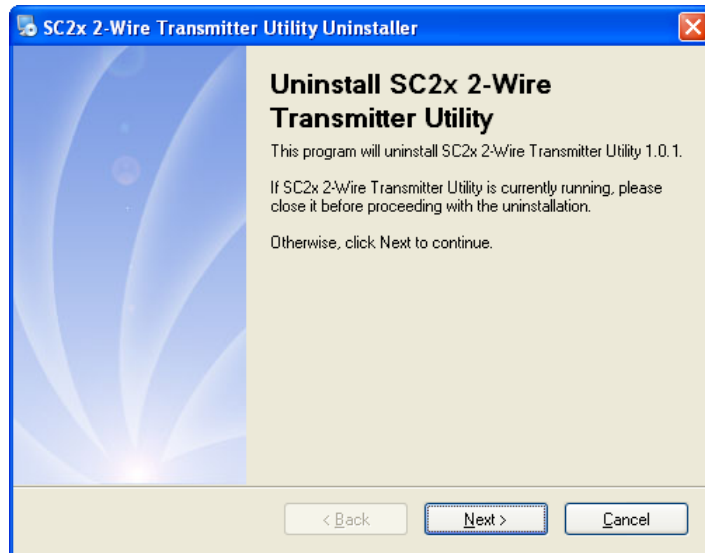 SC2x 2-Wire Transmitter Utility Uninstaller
Uninstall SC2x 2-Wire
Transmitter Utility
This program will uninstall SC2x 2-Wire Transmitter Utility 1.0.1.
If SC2x 2-Wire Transmitter Utility is currently running, please
close it before proceeding with the uninstallation.
Otherwise, click Next to continue.
< Back
Next >
Cancel